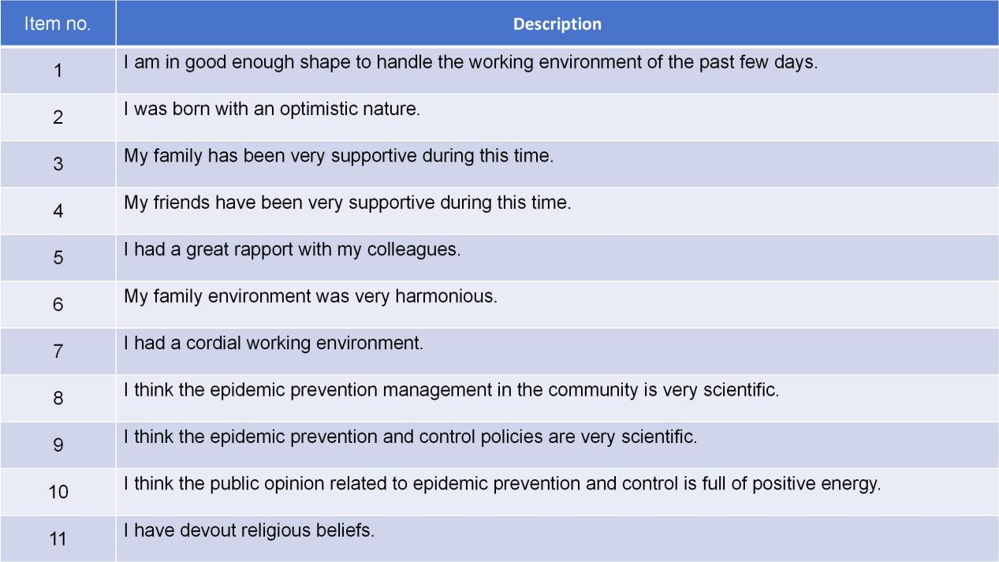 Item no. Description
1 I am in good enough shape to handle the working environment of the past few days.
2 I was born with an optimistic nature.
3 My family has been very supportive during this time.
4 My friends have been very supportive during this time.
5 I had a great rapport with my colleagues.
6 My family environment was very harmonious.
7 I had a cordial working environment.
8 I think the epidemic prevention management in the community is very scientific.
9 I think the epidemic prevention and control policies are very scientific.
10 I think the public opinion related to epidemic prevention and control is full of positive energy.
11 I have devout religious beliefs.